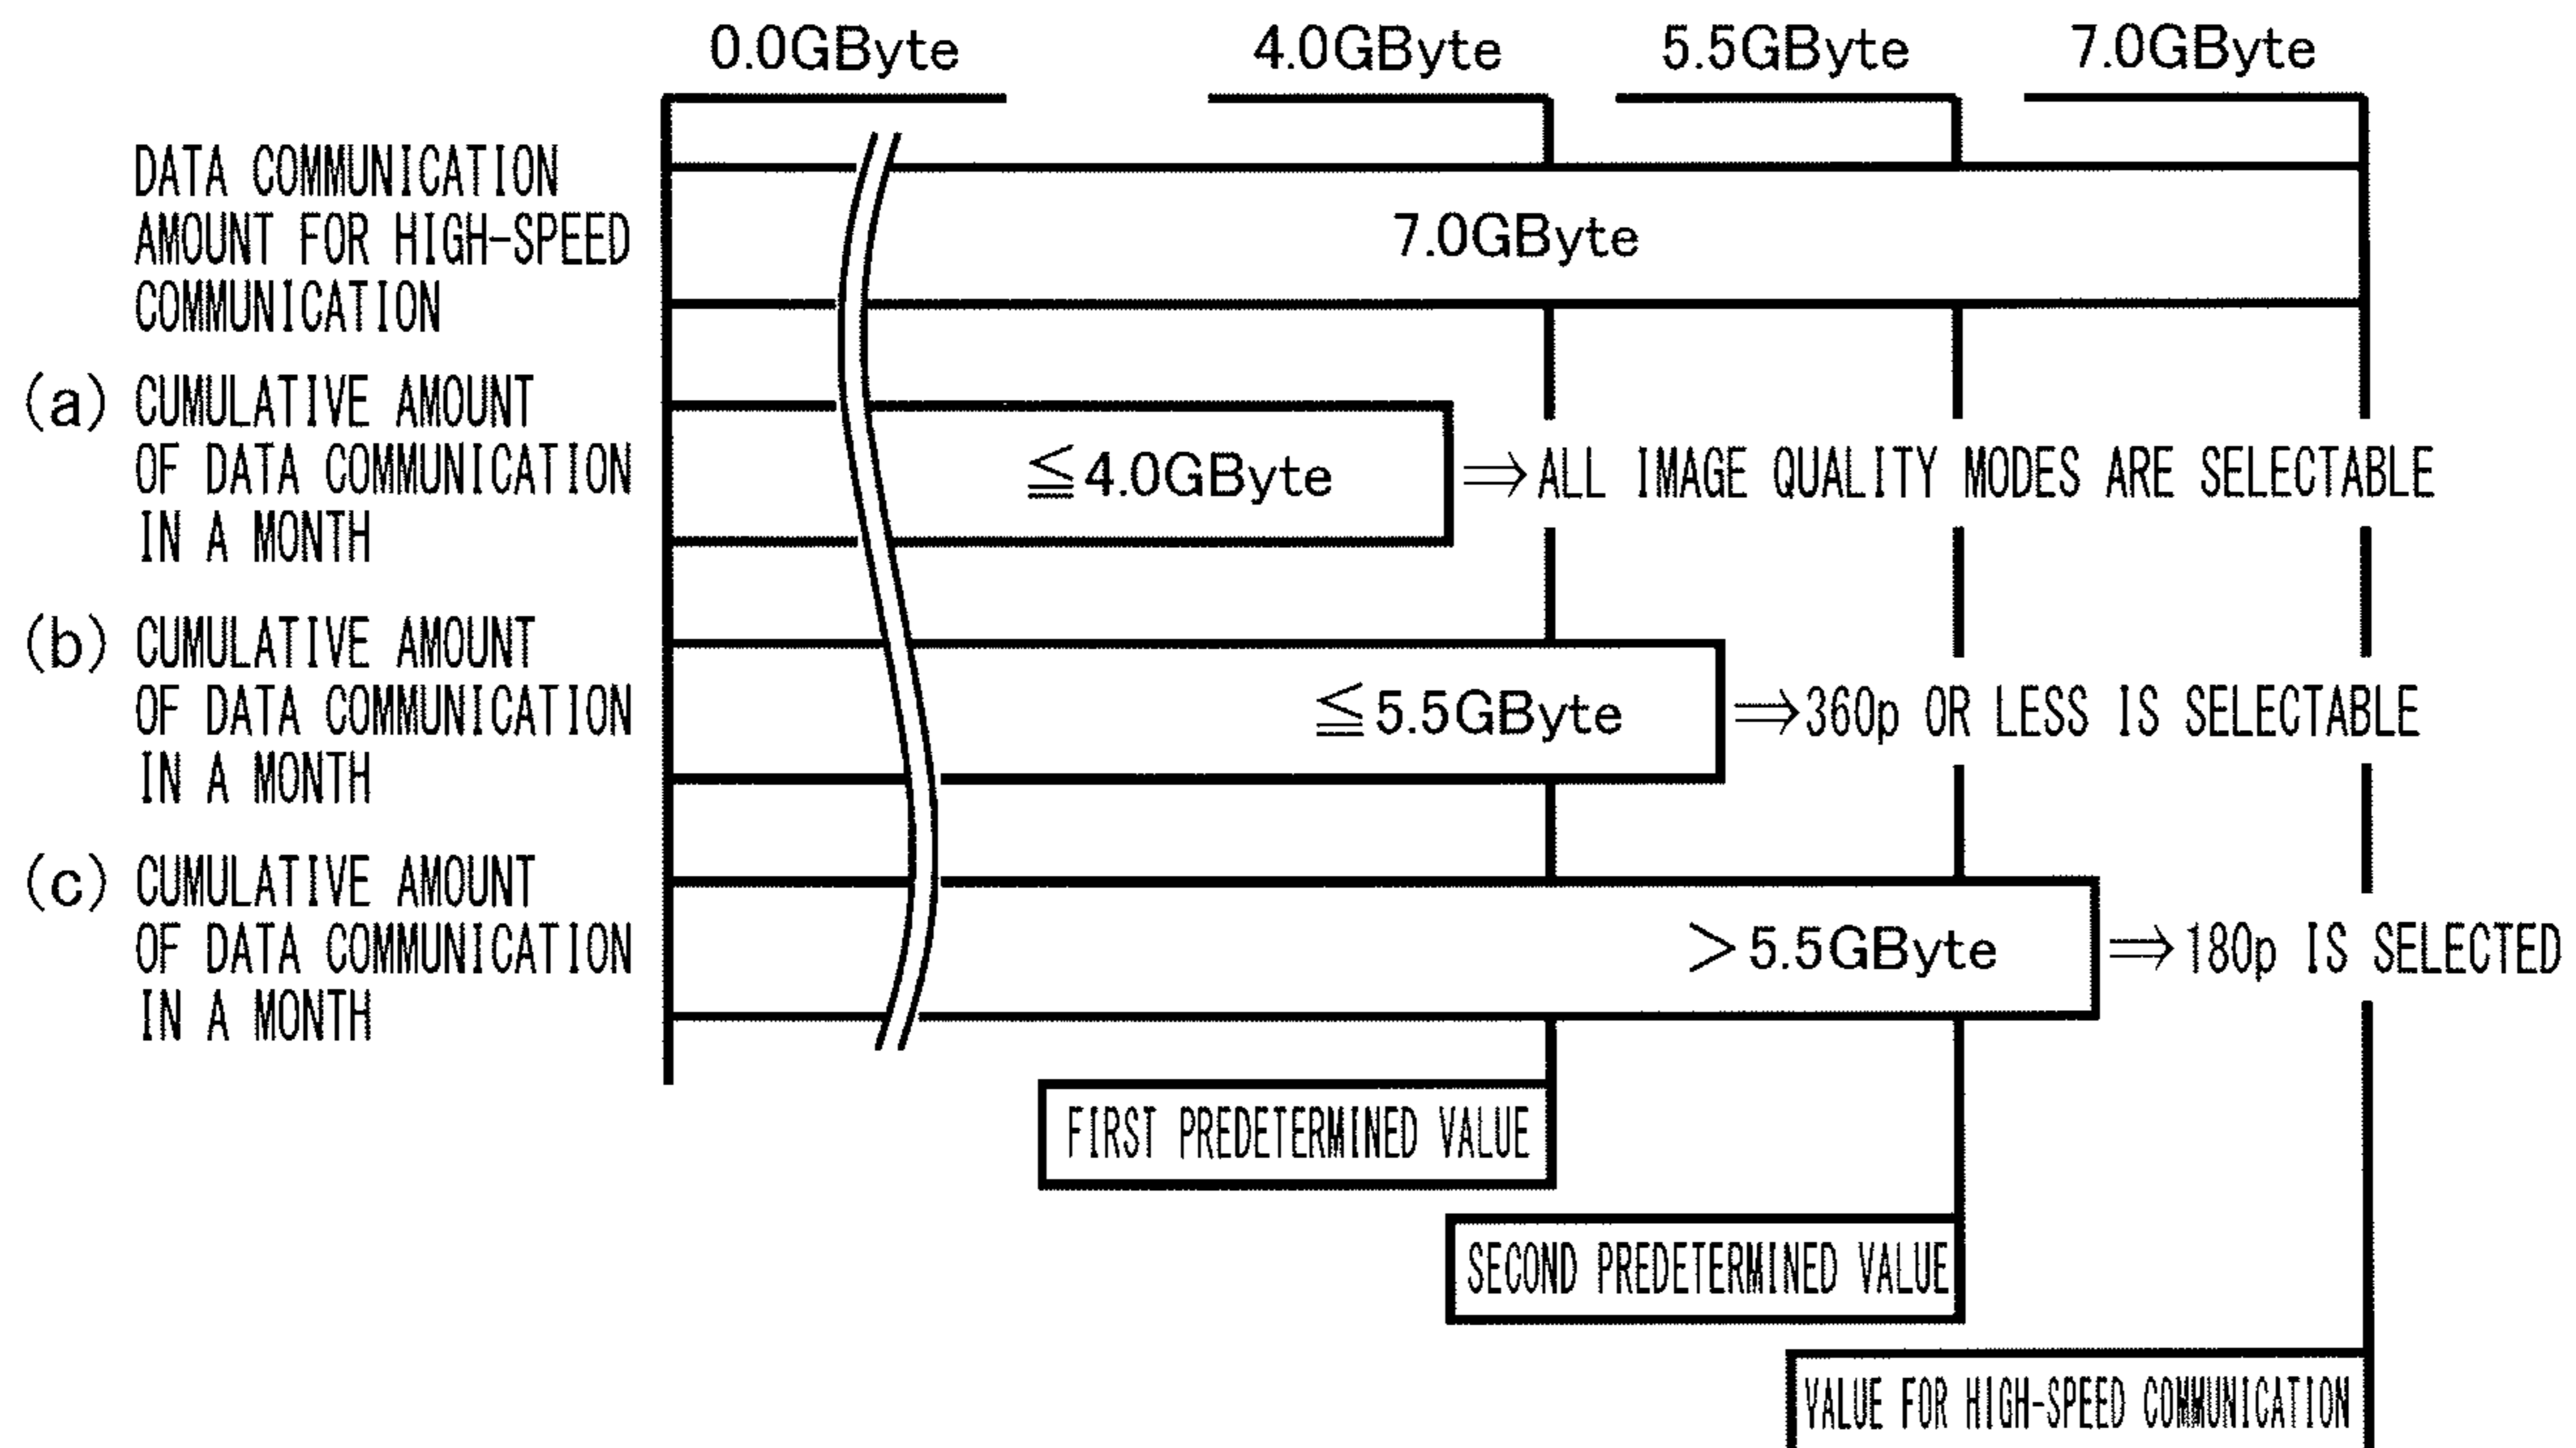 0.0GByte 4.0GByte 5.5GByte 7.0GByte
DATA COMMUNICATION
AMOUNT FOR HIGH-SPEED
COMMUNICATION
7.0GByte
(a) CUMULATIVE AMOUNT
OF DATA COMMUNICATION
IN A MONTH
≦4.0GByte ⇒ALL IMAGE QUALITY MODES ARE SELECTABLE
(b) CUMULATIVE AMOUNT
OF DATA COMMUNICATION
IN A MONTH
≦5.5GByte ⇒360p OR LESS IS SELECTABLE
(c) CUMULATIVE AMOUNT
OF DATA COMMUNICATION
IN A MONTH
>5.5GByte ⇒180p IS SELECTED
FIRST PREDETERMINED VALUE
SECOND PREDETERMINED VALUE
VALUE FOR HIGH-SPEED COMMUNICATION